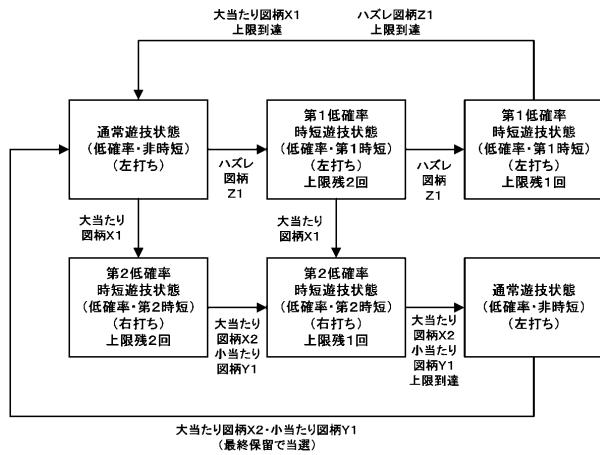 大当たり図柄X1
上限到達
ハズレ図柄Z1
上限到達
通常遊技状態
(低確率・非時短)
(左打ち)
ハズレ
図柄
Z1
第1低確率
時短遊技状態
(低確率・第1時短)
(左打ち)
上限残2回
ハズレ
図柄
Z1
第1低確率
時短遊技状態
(低確率・第1時短)
(左打ち)
上限残1回
大当たり
図柄X1
大当たり
図柄X1
第2低確率
時短遊技状態
(低確率・第2時短)
(右打ち)
上限残2回
大当たり
図柄X2
小当たり
図柄Y1
第2低確率
時短遊技状態
(低確率・第2時短)
(右打ち)
上限残1回
大当たり
図柄X2
小当たり
図柄Y1
上限到達
通常遊技状態
(低確率・非時短)
(左打ち)
大当たり図柄X2・小当たり図柄Y1
(最終保留で当選)